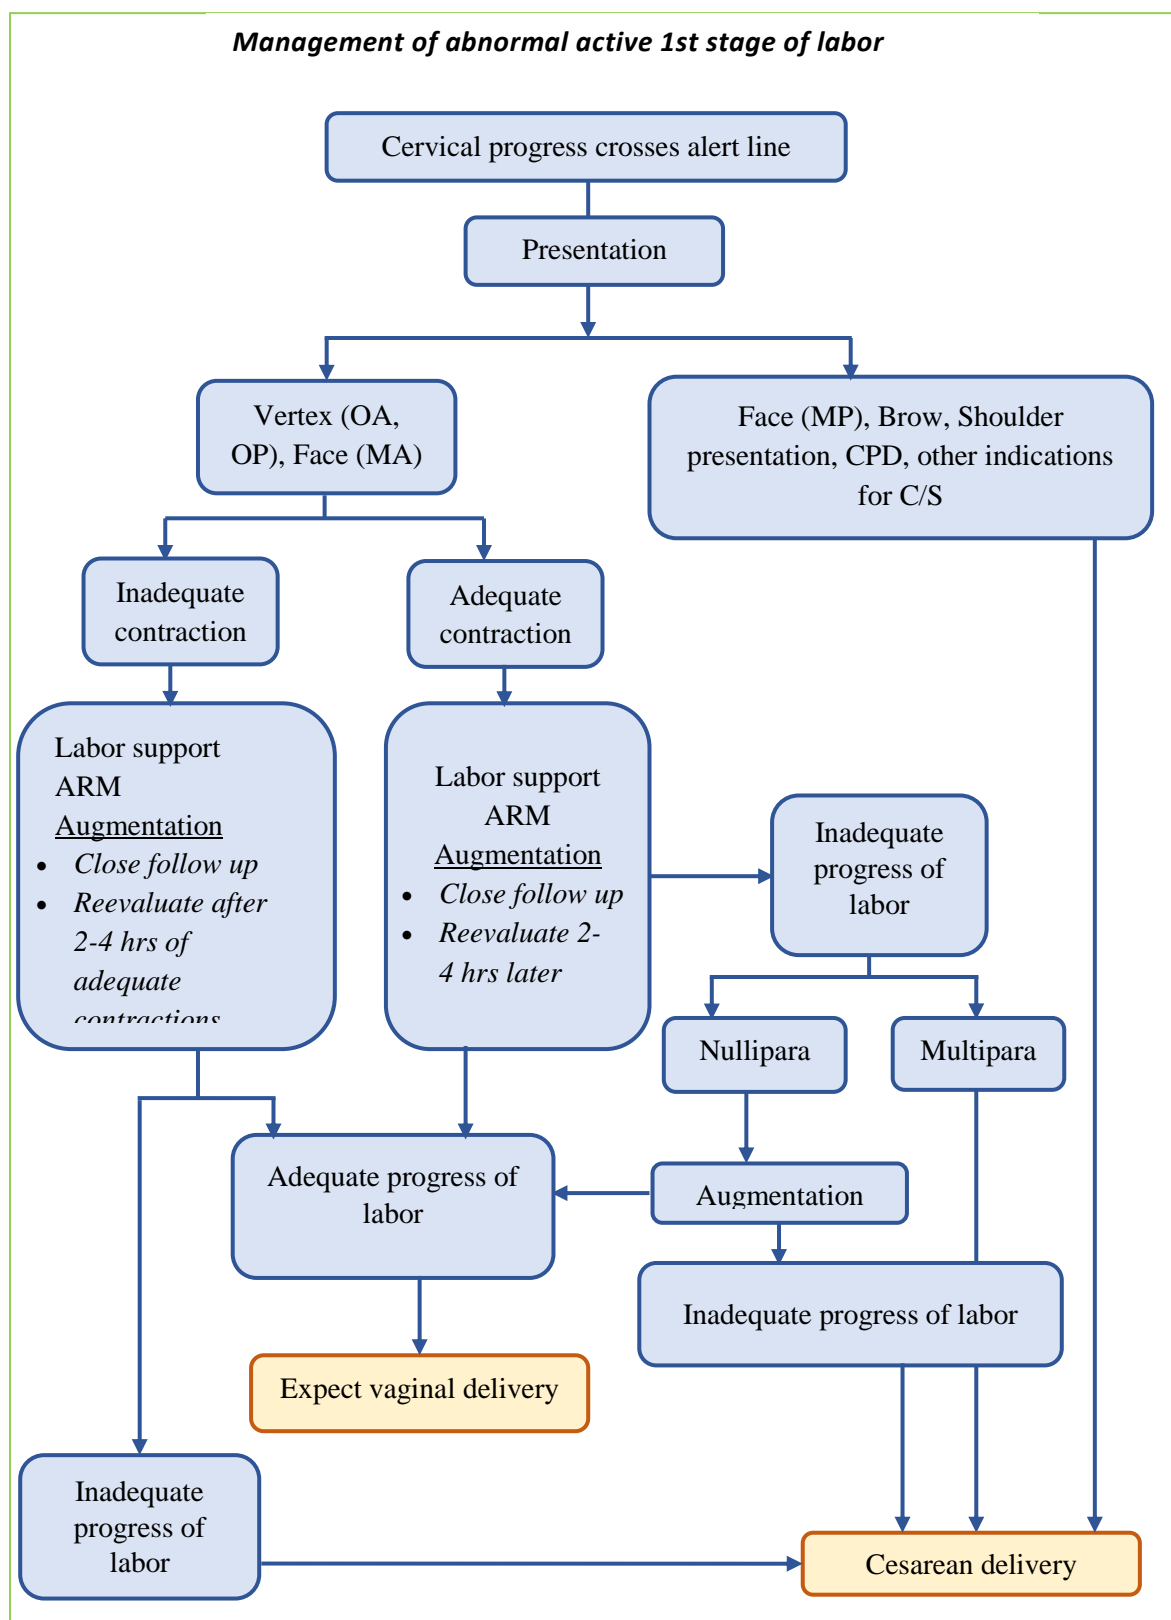 Management of abnormal active 1st stage of labor
Cervical progress crosses alert line
Presentation
Vertex (OA,
OP), Face (MA)
Face (MP), Brow, Shoulder
presentation, CPD, other indications
for C/S
Inadequate
contraction
Adequate
contraction
Labor support
ARM
Augmentation
• Close follow up
• Reevaluate after
2-4 hrs of
adequate
contractions
Labor support
ARM
Augmentation
• Close follow up
• Reevaluate 2-
4 hrs later
Inadequate
progress of
labor
Nullipara
Multipara
Adequate progress of
labor
Augmentation
Inadequate progress of labor
Expect vaginal delivery
Inadequate
progress of
labor
Cesarean delivery